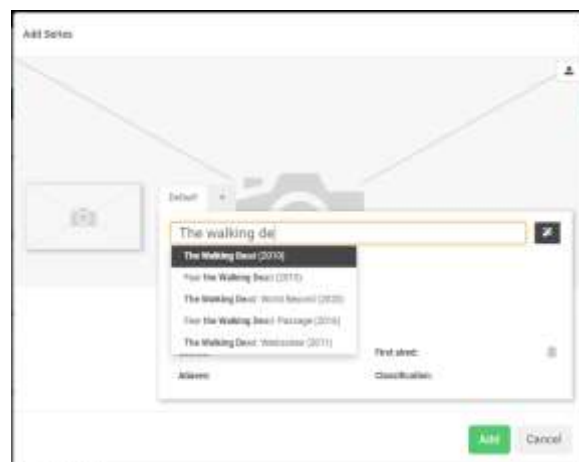 Add Series
Default +
The walking de
The Walking Dead (2010)
Fear the Walking Dead (2015)
The Walking Dead: World Beyond (2020)
Fear the Walking Dead: Passage (2016)
The Walking Dead: Webisodes (2011)
First aired:
Aliases: Classification:
Add Cancel